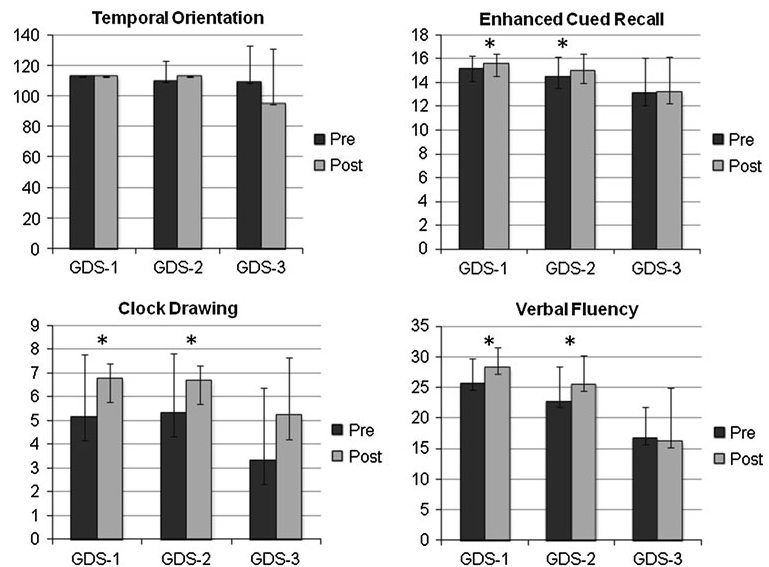 Temporal Orientation
140
120
100
80
60
40
20
0
GDS-1 GDS-2 GDS-3
Pre
Post
Enhanced Cued Recall
18
16
14
12
10
8
6
4
2
0
* *
GDS-1 GDS-2 GDS-3
Pre
Post
Clock Drawing
9
8
7
6
5
4
3
2
1
0
* *
GDS-1 GDS-2 GDS-3
Pre
Post
Verbal Fluency
35
30
25
20
15
10
5
0
* *
GDS-1 GDS-2 GDS-3
Pre
Post